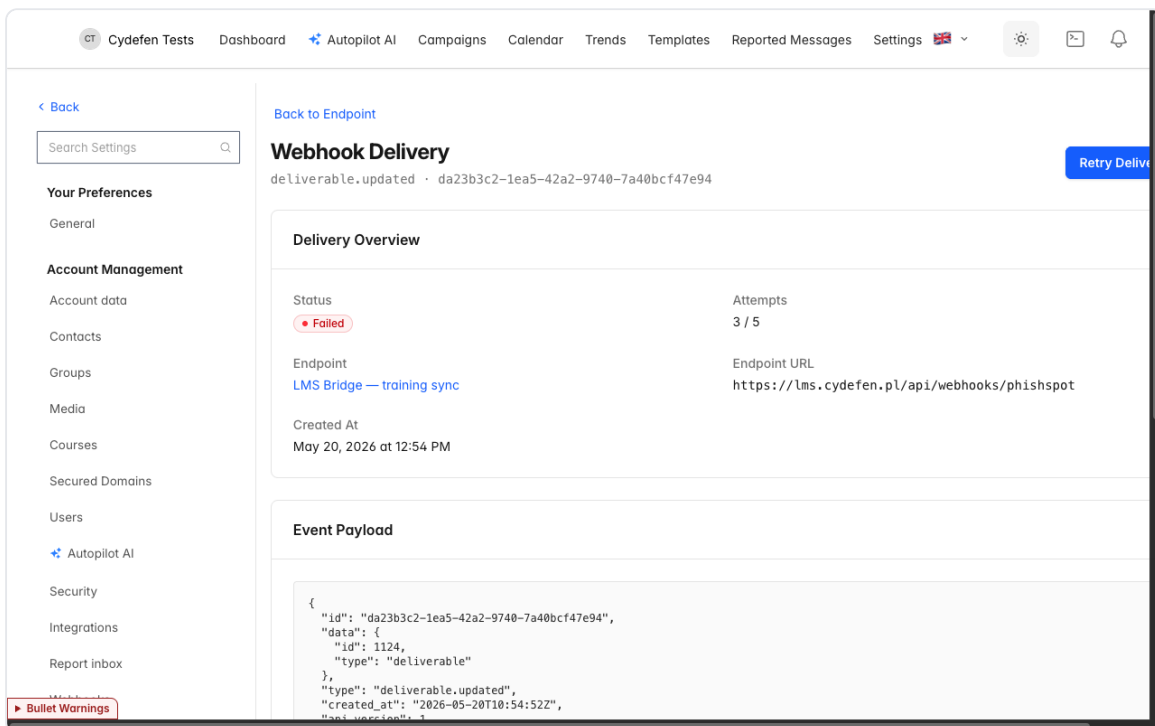 CT Cydefen Tests Dashboard Autopilot AI Campaigns Calendar Trends Templates Reported Messages Settings
Back
Search Settings
Your Preferences
General
Account Management
Account data
Contacts
Groups
Media
Courses
Secured Domains
Users
Autopilot AI
Security
Integrations
Report inbox
Webhooks
Bullet Warnings
Back to Endpoint
Webhook Delivery
deliverable.updated · da23b3c2-1ea5-42a2-9740-7a40bcf47e94
Retry Delive
Delivery Overview
Status
Failed
Attempts
3 / 5
Endpoint
LMS Bridge — training sync
Endpoint URL
https://lms.cydefen.pl/api/webhooks/phishspot
Created At
May 20, 2026 at 12:54 PM
Event Payload
{
"id": "da23b3c2-1ea5-42a2-9740-7a40bcf47e94",
"data": {
"id": 1124,
"type": "deliverable"
},
"type": "deliverable.updated",
"created_at": "2026-05-20T10:54:52Z",
"api_version": 1